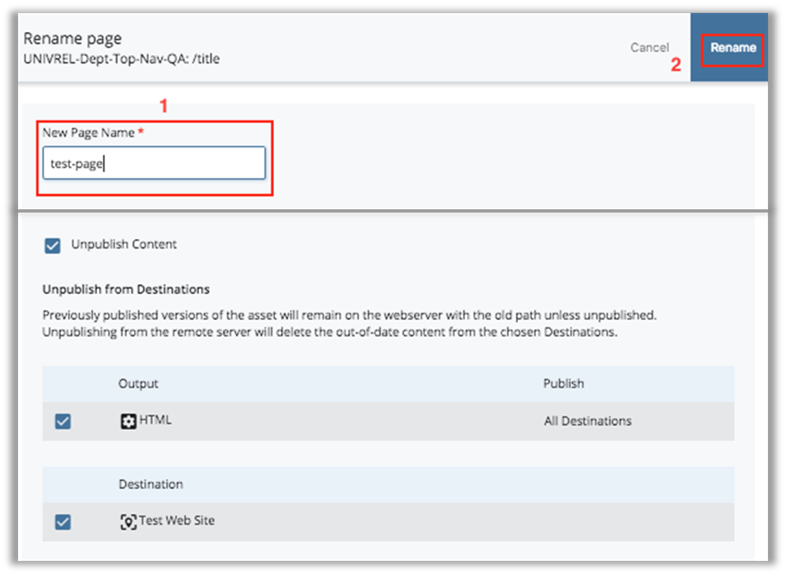 Rename page
UNIVREL-Dept-Top-Nav-QA: /title
Cancel
2
Rename
1
New Page Name *
test-page
Unpublish Content
Unpublish from Destinations
Previously published versions of the asset will remain on the webserver with the old path unless unpublished.
Unpublishing from the remote server will delete the out-of-date content from the chosen Destinations.
Output Publish
HTML All Destinations
Destination
Test Web Site